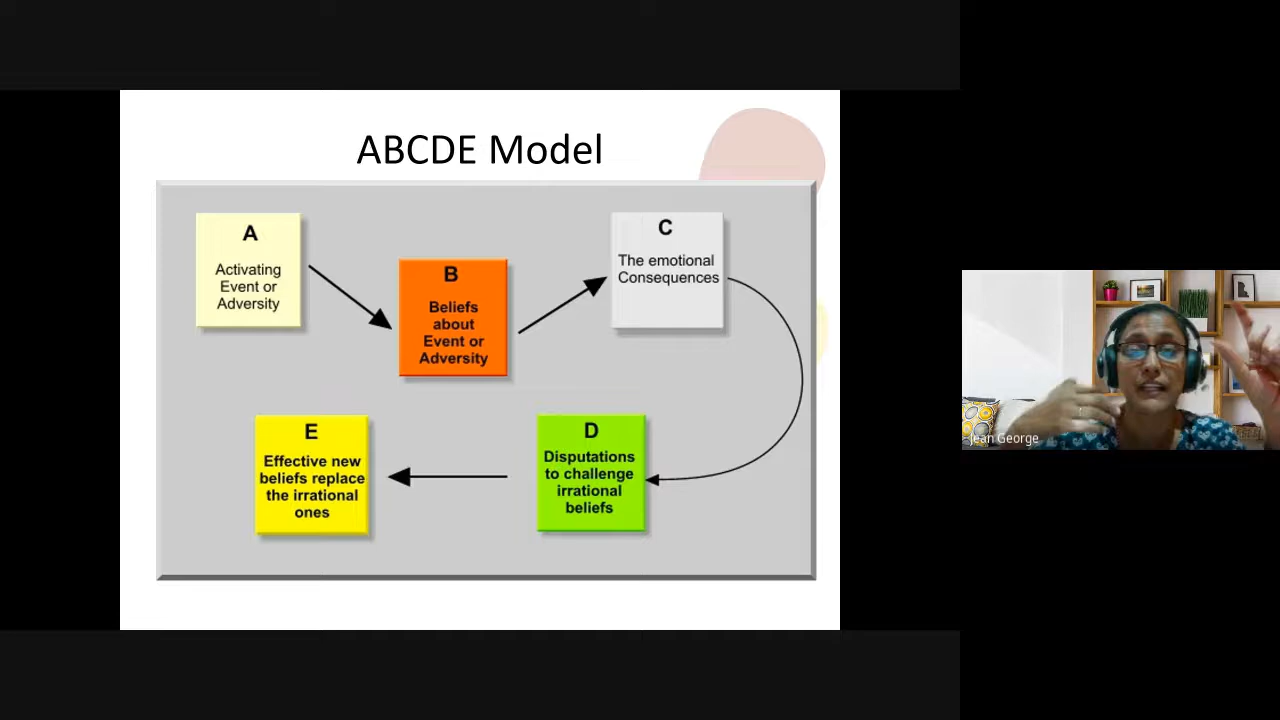 ABCDE Model
A
Activating
Event or
Adversity
B
Beliefs
about
Event or
Adversity
C
The emotional
Consequences
D
Disputations
to challenge
irrational
beliefs
E
Effective new
beliefs replace
the irrational
ones
Jean George